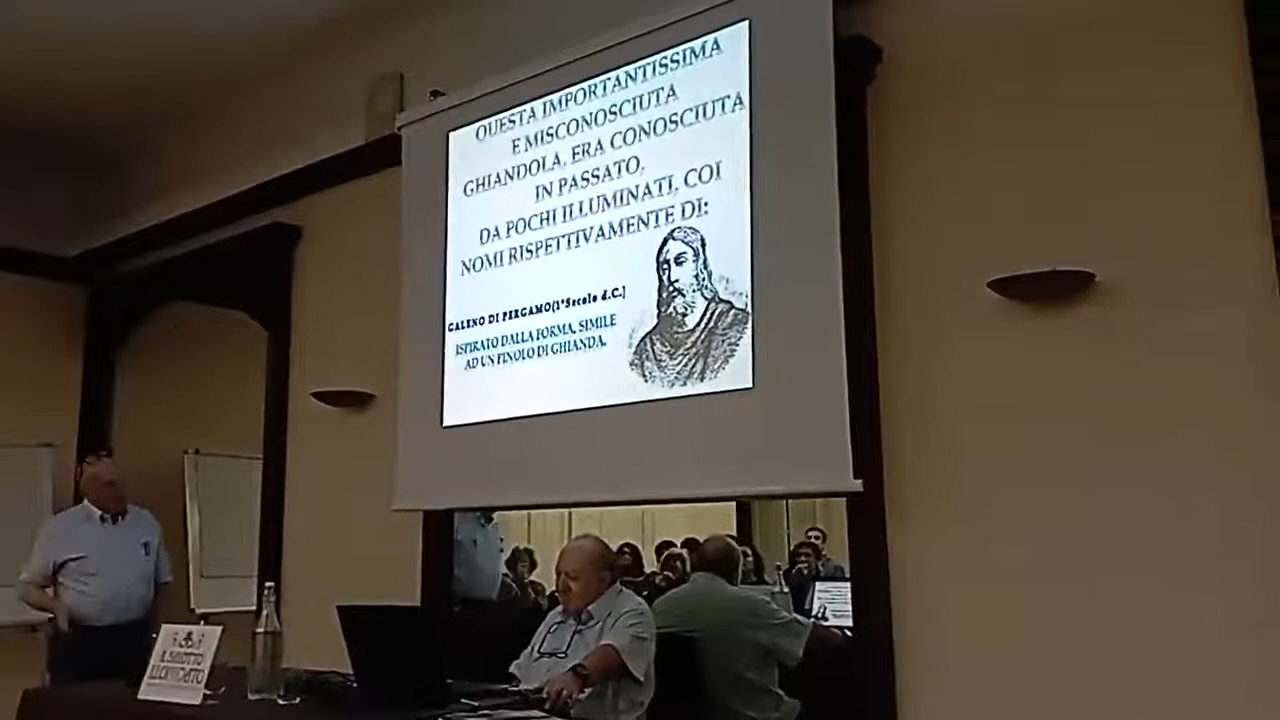 QUESTA IMPORTANTISSIMA
E MISCONOSCIUTA
GHIANDOLA, ERA CONOSCIUTA
IN PASSATO,
DA POCHI ILLUMINATI, COI
NOMI RISPETTIVAMENTE DI:
GALENO DI PERGAMO(1°Secolo d.C.)
ISPIRATO DALLA FORMA, SIMILE
AD UN PINOLO DI GHIANDA.
IL SALOTTO